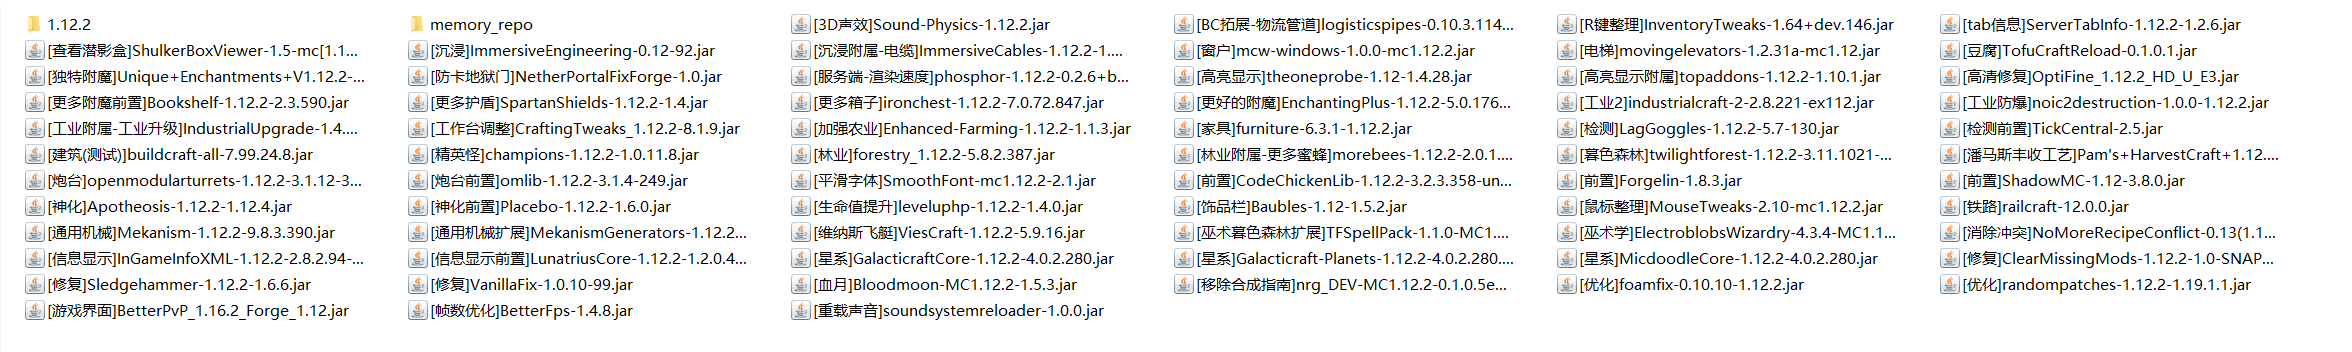 1.12.2
memory_repo
[3D声效]Sound-Physics-1.12.2.jar
[BC拓展-物流管道]logisticspipes-0.10.3.114...
[R键整理]InventoryTweaks-1.64+dev.146.jar
[tab信息]ServerTabInfo-1.12.2-1.2.6.jar
[查看潜影盒]ShulkerBoxViewer-1.5-mc[1.1...
[沉浸]ImmersiveEngineering-0.12-92.jar
[沉浸附属-电缆]ImmersiveCables-1.12.2-1....
[窗户]mcw-windows-1.0.0-mc1.12.2.jar
[电梯]movingelevators-1.2.31a-mc1.12.jar
[豆腐]TofuCraftReload-0.1.0.1.jar
[独特附魔]Unique+Enchantments+V1.12.2-...
[防卡地狱门]NetherPortalFixForge-1.0.jar
[服务端-渲染速度]phosphor-1.12.2-0.2.6+b...
[高亮显示]theoneprobe-1.12-1.4.28.jar
[高亮显示附属]topaddons-1.12.2-1.10.1.jar
[高清修复]OptiFine_1.12.2_HD_U_E3.jar
[更多附魔前置]Bookshelf-1.12.2-2.3.590.jar
[更多护盾]SpartanShields-1.12.2-1.4.jar
[更多箱子]ironchest-1.12.2-7.0.72.847.jar
[更好的附魔]EnchantingPlus-1.12.2-5.0.176...
[工业2]industrialcraft-2-2.8.221-ex112.jar
[工业防爆]noic2destruction-1.0.0-1.12.2.jar
[工业附属-工业升级]IndustrialUpgrade-1.4....
[工作台调整]CraftingTweaks_1.12.2-8.1.9.jar
[加强农业]Enhanced-Farming-1.12.2-1.1.3.jar
[家具]furniture-6.3.1-1.12.2.jar
[检测]LagGoggles-1.12.2-5.7-130.jar
[检测前置]TickCentral-2.5.jar
[建筑(测试)]buildcraft-all-7.99.24.8.jar
[精英怪]champions-1.12.2-1.0.11.8.jar
[林业]forestry_1.12.2-5.8.2.387.jar
[林业附属-更多蜜蜂]morebees-1.12.2-2.0.1....
[暮色森林]twilightforest-1.12.2-3.11.1021-...
[潘马斯丰收工艺]Pam's+HarvestCraft+1.12....
[炮台]openmodularturrets-1.12.2-3.1.12-3...
[炮台前置]omlib-1.12.2-3.1.4-249.jar
[平滑字体]SmoothFont-mc1.12.2-2.1.jar
[前置]CodeChickenLib-1.12.2-3.2.3.358-un...
[前置]Forgelin-1.8.3.jar
[前置]ShadowMC-1.12-3.8.0.jar
[神化]Apotheosis-1.12.2-1.12.4.jar
[神化前置]Placebo-1.12.2-1.6.0.jar
[生命值提升]leveluphp-1.12.2-1.4.0.jar
[饰品栏]Baubles-1.12-1.5.2.jar
[鼠标整理]MouseTweaks-2.10-mc1.12.2.jar
[铁路]railcraft-12.0.0.jar
[通用机械]Mekanism-1.12.2-9.8.3.390.jar
[通用机械扩展]MekanismGenerators-1.12.2...
[维纳斯飞艇]ViesCraft-1.12.2-5.9.16.jar
[巫术暮色森林扩展]TFSpellPack-1.1.0-MC1....
[巫术学]ElectroblobsWizardry-4.3.4-MC1.1...
[消除冲突]NoMoreRecipeConflict-0.13(1.1...
[信息显示]InGameInfoXML-1.12.2-2.8.2.94-...
[信息显示前置]LunatriusCore-1.12.2-1.2.0.4...
[星系]GalacticraftCore-1.12.2-4.0.2.280.jar
[星系]Galacticraft-Planets-1.12.2-4.0.2.280....
[星系]MicdoodleCore-1.12.2-4.0.2.280.jar
[修复]ClearMissingMods-1.12.2-1.0-SNAP...
[修复]Sledgehammer-1.12.2-1.6.6.jar
[修复]VanillaFix-1.0.10-99.jar
[血月]Bloodmoon-MC1.12.2-1.5.3.jar
[移除合成指南]nrg_DEV-MC1.12.2-0.1.0.5e...
[优化]foamfix-0.10.10-1.12.2.jar
[优化]randompatches-1.12.2-1.19.1.1.jar
[游戏界面]BetterPvP_1.16.2_Forge_1.12.jar
[帧数优化]BetterFps-1.4.8.jar
[重载声音]soundsystemreloader-1.0.0.jar